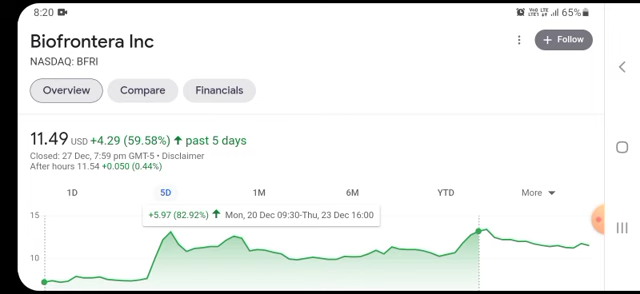 8:20 65%
Biofrontera Inc
Follow
NASDAQ: BFRI
Overview Compare Financials
11.49 USD +4.29 (59.58%) past 5 days
Closed: 27 Dec, 7:59 pm GMT-5 • Disclaimer
After hours 11.54 +0.050 (0.44%)
1D 5D 1M 6M YTD More
+5.97 (82.92%) Mon, 20 Dec 09:30-Thu, 23 Dec 16:00
15
10